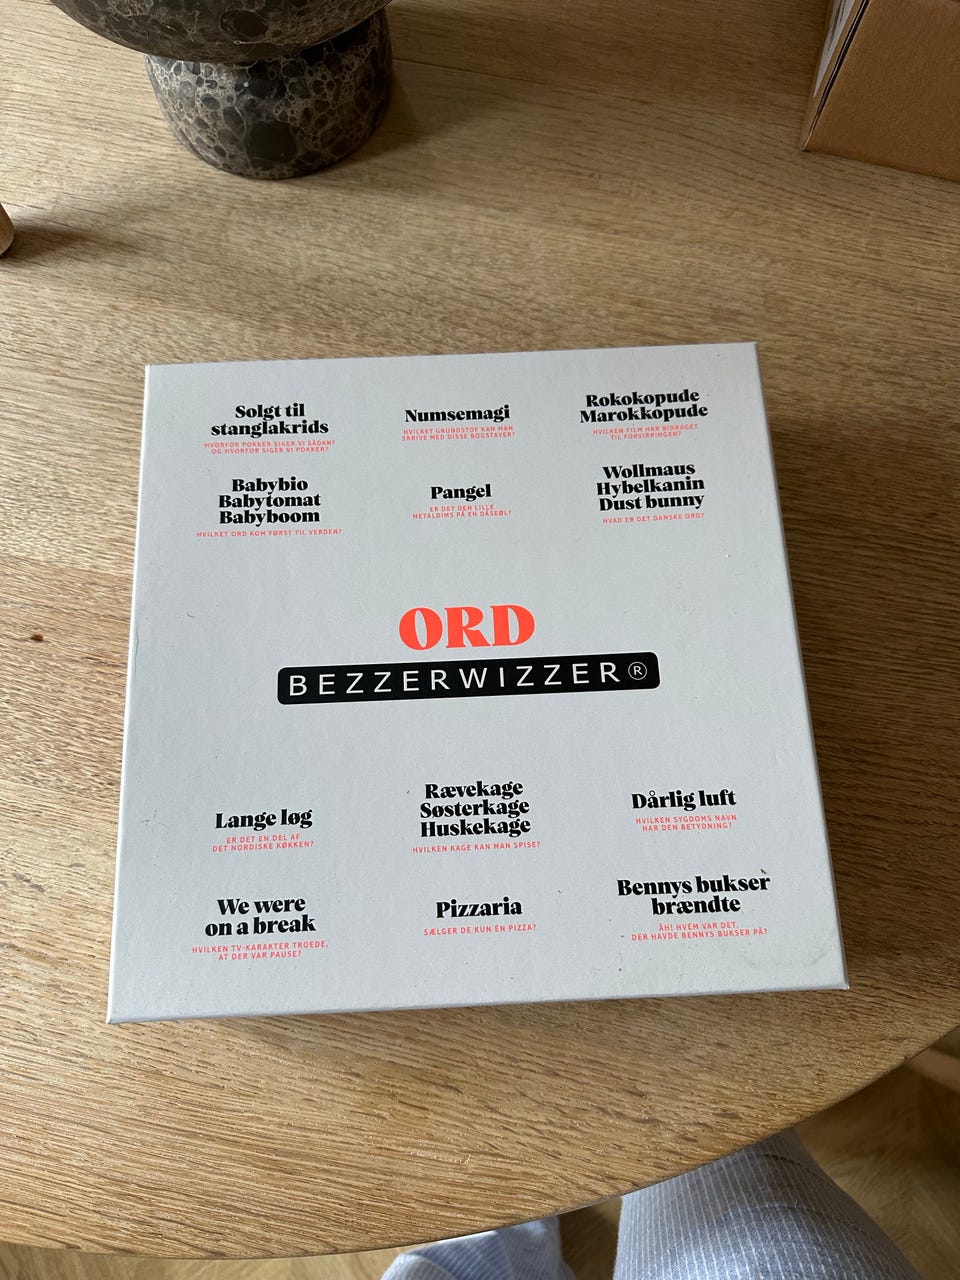 Solgt til
stanglakrids
HVORFOR POKKER SIGER VI SÅDAN?
OG HVORFOR SIGER VI POKKER?
Numsemagi
HVILKET GRUNDSTOF KAN MAN
SKRIVE MED DISSE BOGSTAVER?
Rokokopude
Marokkopude
HVILKEN FILM HAR BIDRAGET
TIL FORVIRRINGEN?
Babybio
Babytomat
Babyboom
HVILKET ORD KOM FØRST TIL VERDEN?
Pangel
ER DET DEN LILLE
METALDIMS PÅ EN DÅSEØL?
Wollmaus
Hybelkanin
Dust bunny
HVAD ER DET DANSKE ORD?
ORD
BEZZERWIZZER®
Lange løg
ER DET EN DEL AF
DET NORDISKE KØKKEN?
Rævekage
Søsterkage
Huskekage
HVILKEN KAGE KAN MAN SPISE?
Dårlig luft
HVILKEN SYGDOMS NAVN
HAR DEN BETYDNING?
We were
on a break
HVILKEN TV-KARAKTER TROEDE,
AT DER VAR PAUSE?
Pizzaria
SÆLGER DE KUN ÉN PIZZA?
Bennys bukser
brændte
ÅH! HVEM VAR DET,
DER HAVDE BENNYS BUKSER PÅ?